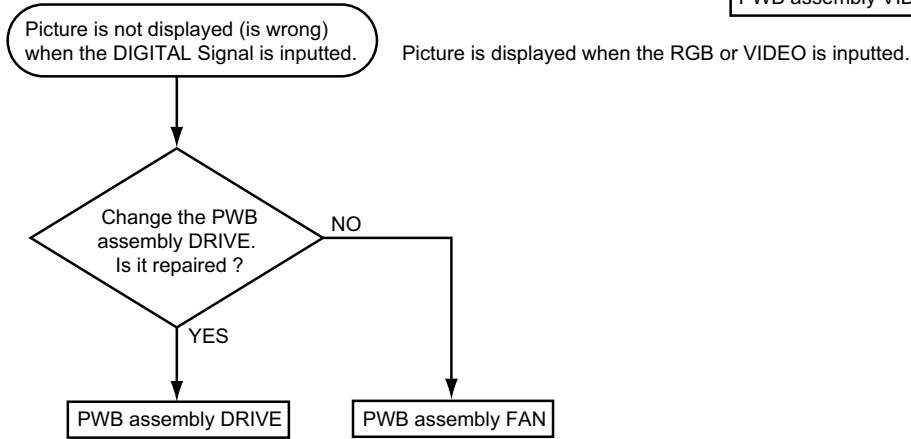 PWB assembly
Picture is not displayed (is wrong)
when the DIGITAL Signal is inputted.
Picture is displayed when the RGB or VIDEO is inputted.
Change the PWB
assembly DRIVE.
Is it repaired ?
NO
YES
PWB assembly DRIVE
PWB assembly FAN